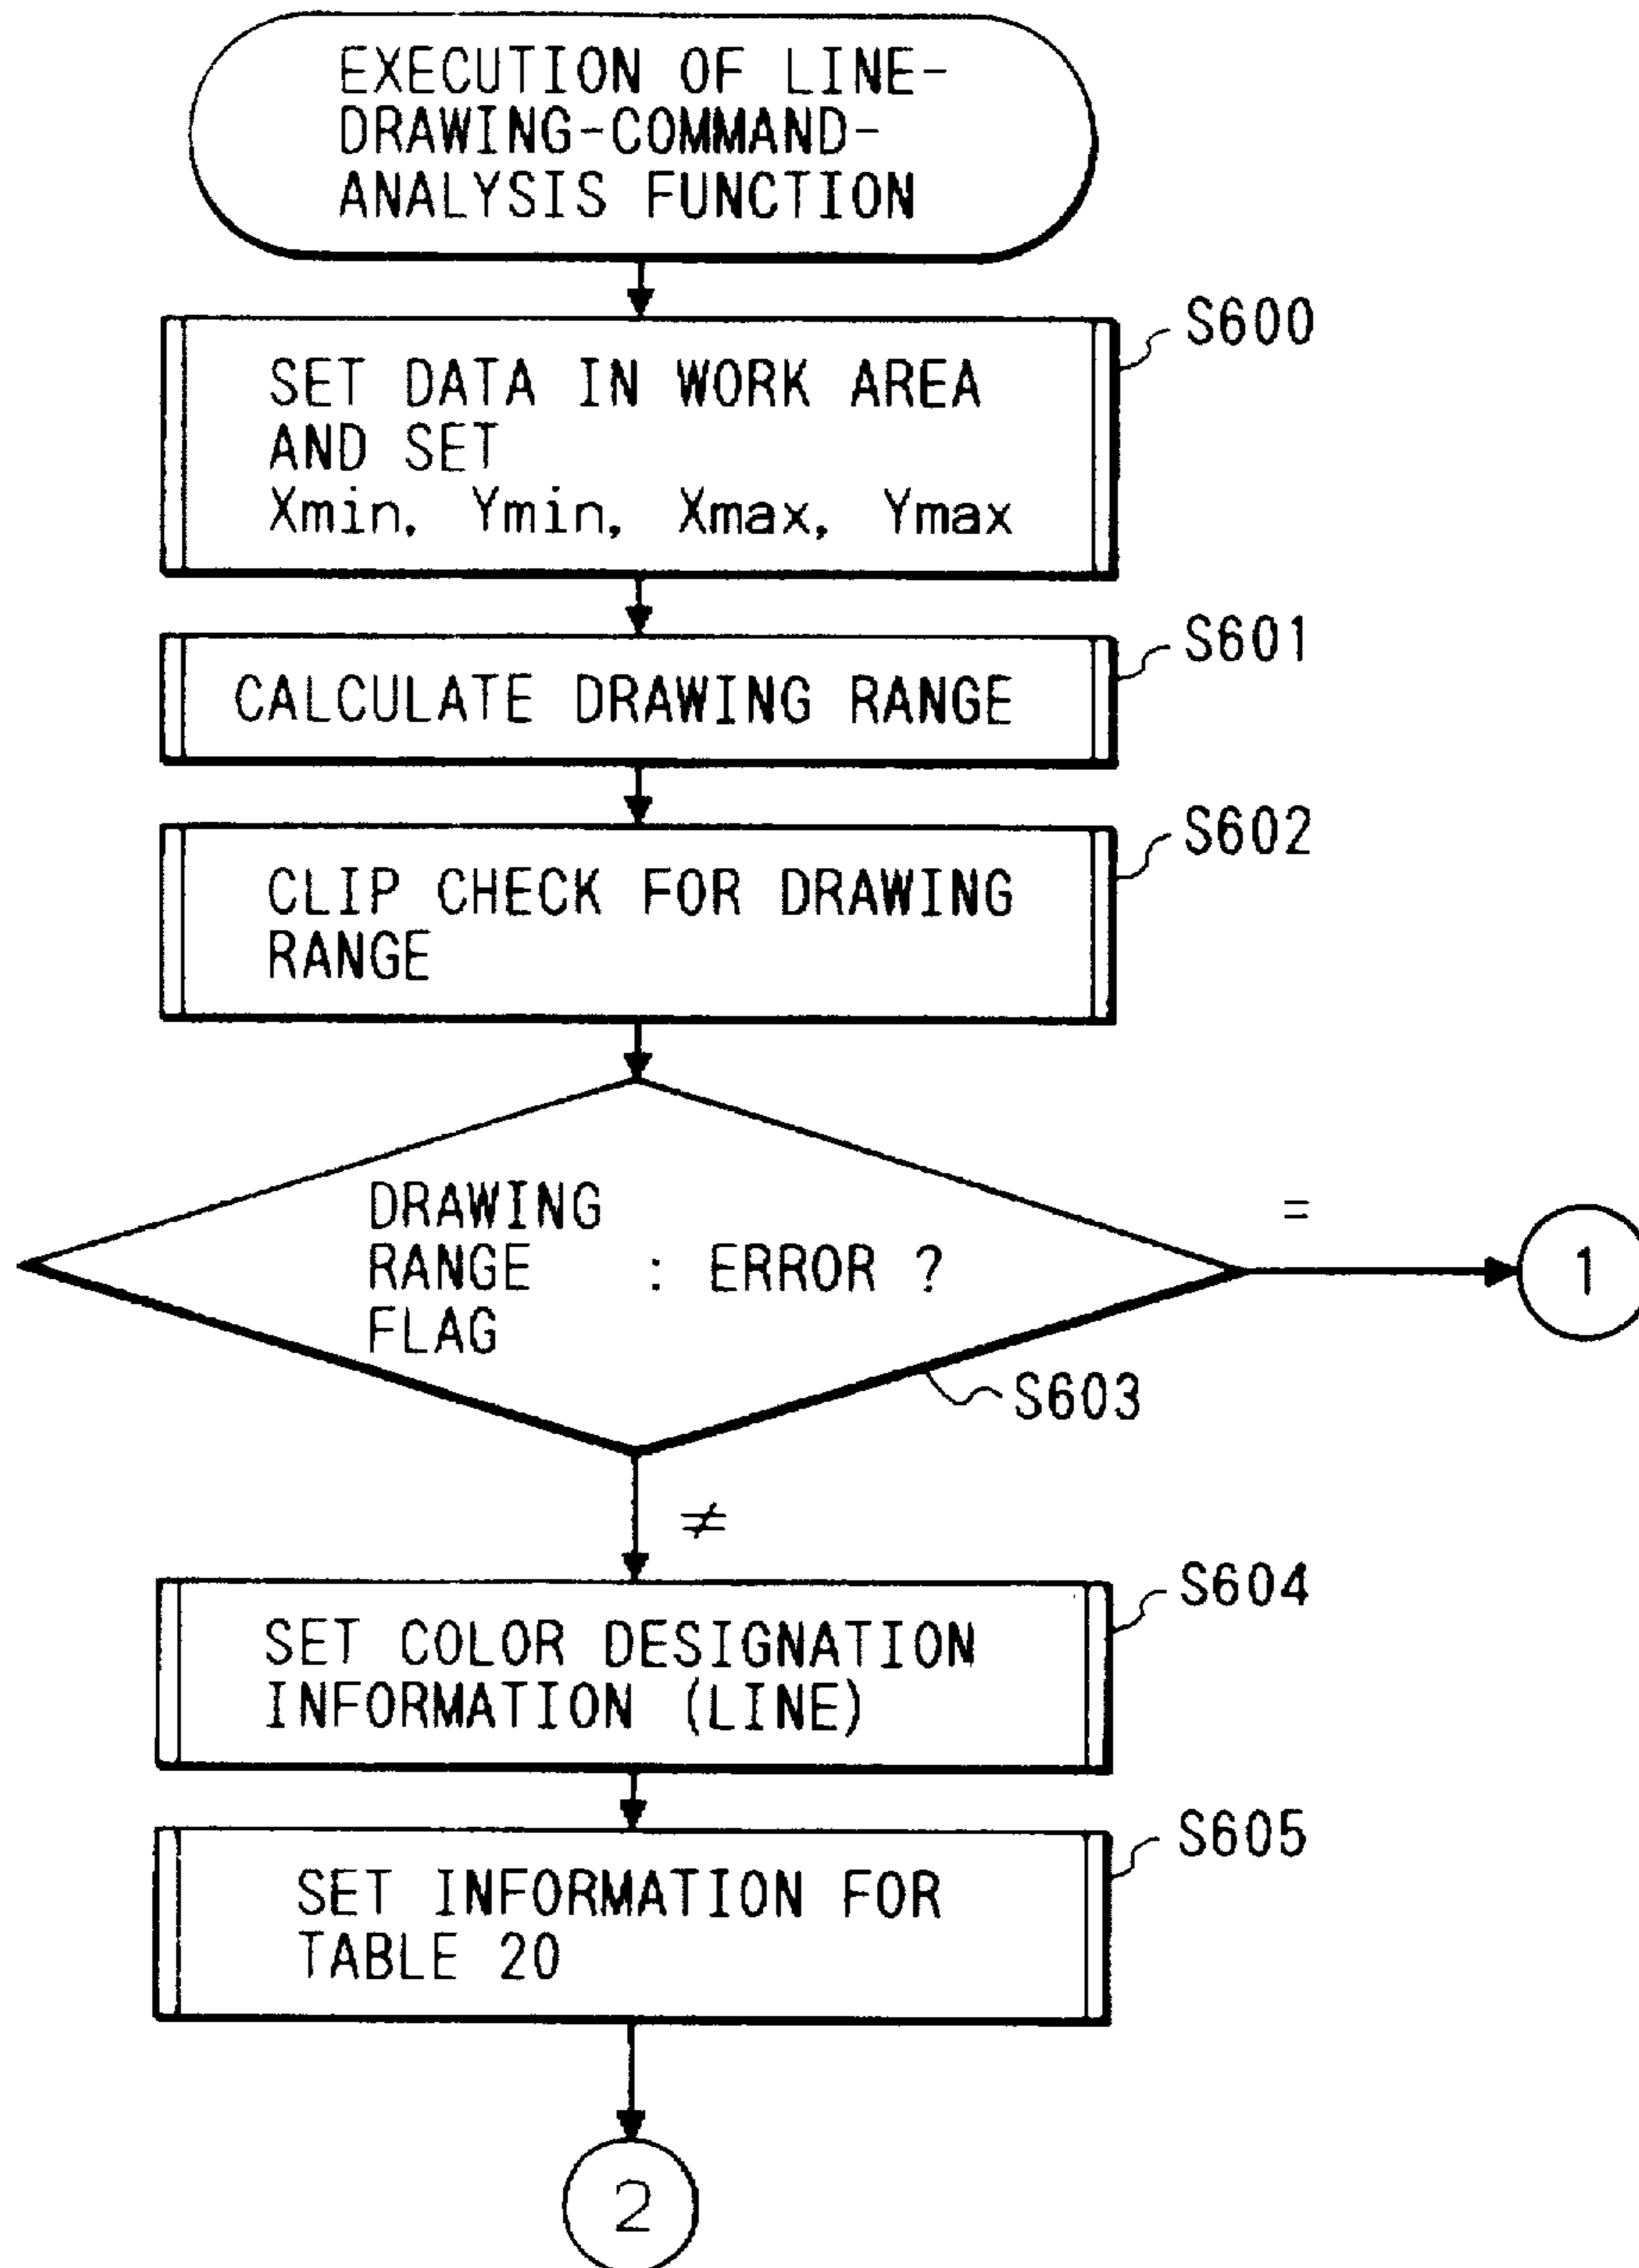 EXECUTION OF LINE-
DRAWING-COMMAND-
ANALYSIS FUNCTION
S600
SET DATA IN WORK AREA
AND SET
Xmin, Ymin, Xmax, Ymax
S601
CALCULATE DRAWING RANGE
S602
CLIP CHECK FOR DRAWING
RANGE
DRAWING
RANGE : ERROR ?
FLAG
=
1
S603
≠
S604
SET COLOR DESIGNATION
INFORMATION (LINE)
S605
SET INFORMATION FOR
TABLE 20
2